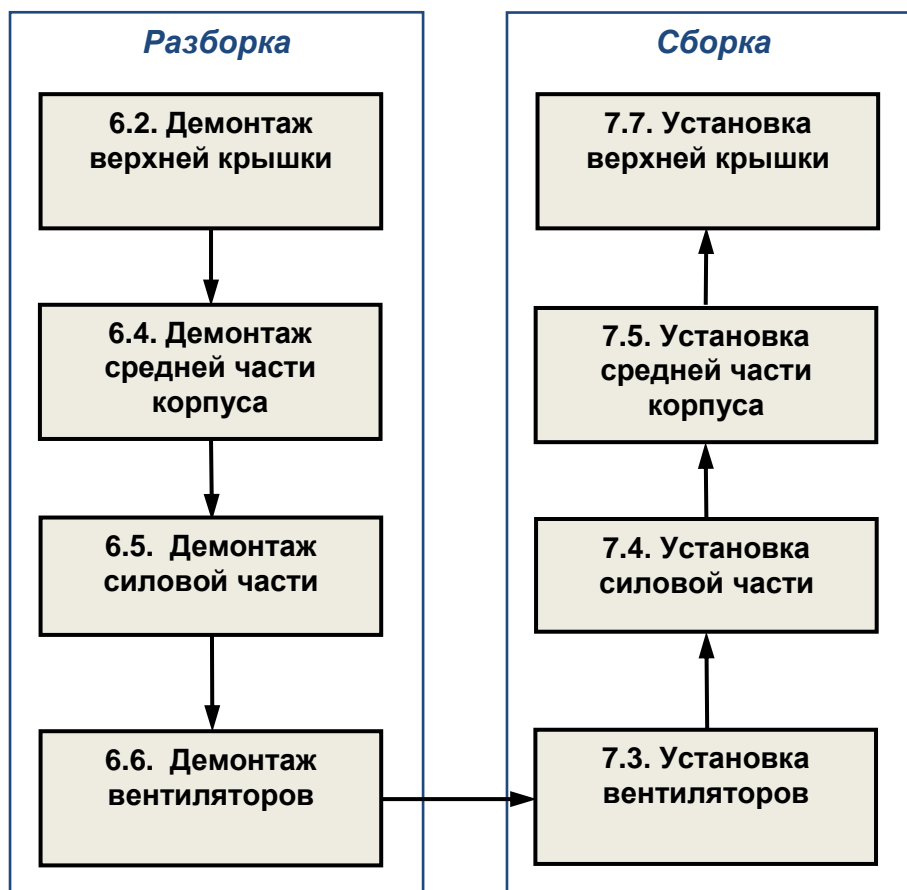 Разборка
6.2. Демонтаж
верхней крышки
6.4. Демонтаж
средней части
корпуса
6.5. Демонтаж
силовой части
6.6. Демонтаж
вентиляторов
Сборка
7.7. Установка
верхней крышки
7.5. Установка
средней части
корпуса
7.4. Установка
силовой части
7.3. Установка
вентиляторов